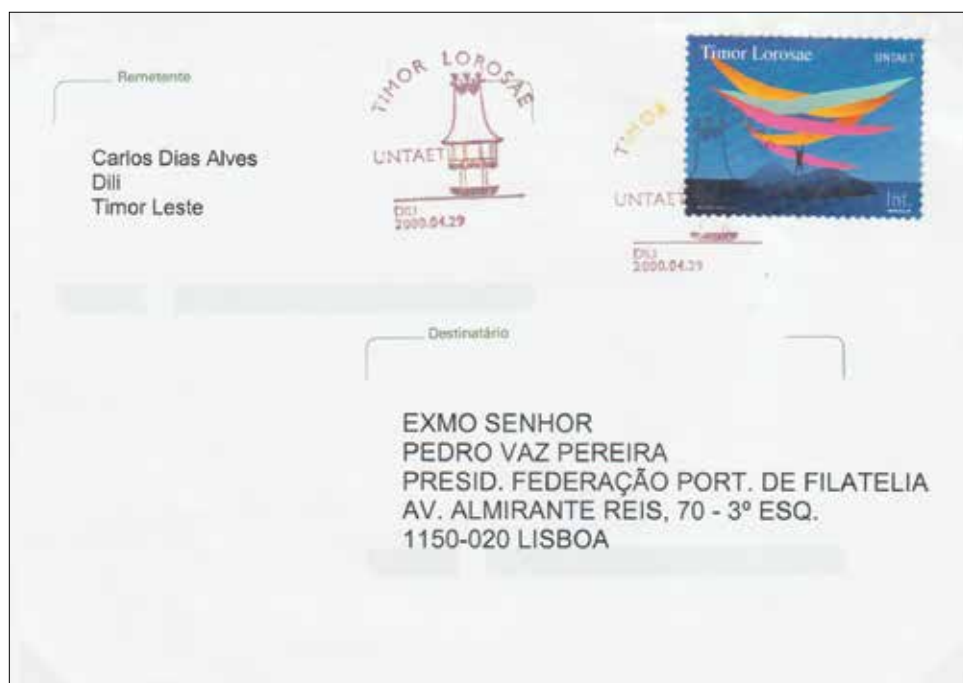 Remetente
Carlos Dias Alves
Dili
Timor Leste
TIMOR LOROSAE
UNTAET
DILI
2000.04.29
TIMOR
UNTAET
DILI
2000.04.29
Timor Lorosae UNTAET
Int.
Destinatário
EXMO SENHOR
PEDRO VAZ PEREIRA
PRESID. FEDERAÇÃO PORT. DE FILATELIA
AV. ALMIRANTE REIS, 70 - 3º ESQ.
1150-020 LISBOA